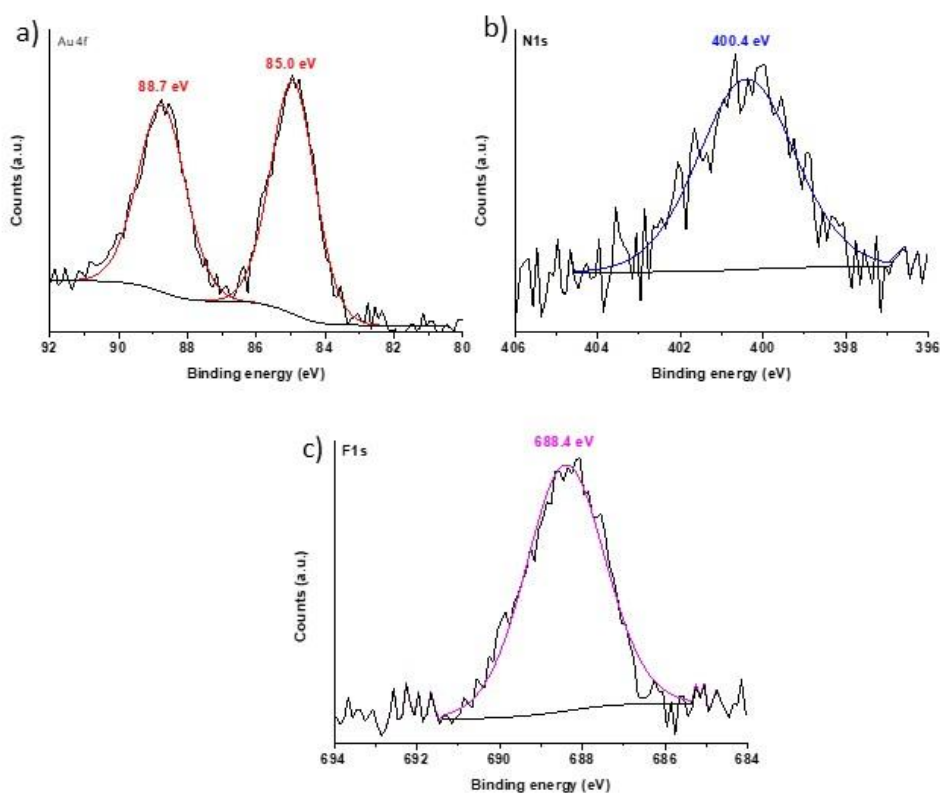 a)
Au4f
88.7 eV
85.0 eV
Counts (a.u.)
92 90 88 86 84 82 80
Binding energy (eV)
b)
N1s
400.4 eV
Counts (a.u.)
406 404 402 400 398 396
Binding energy (eV)
c)
F1s
688.4 eV
Counts (a.u.)
694 692 690 688 686 684
Binding energy (eV)